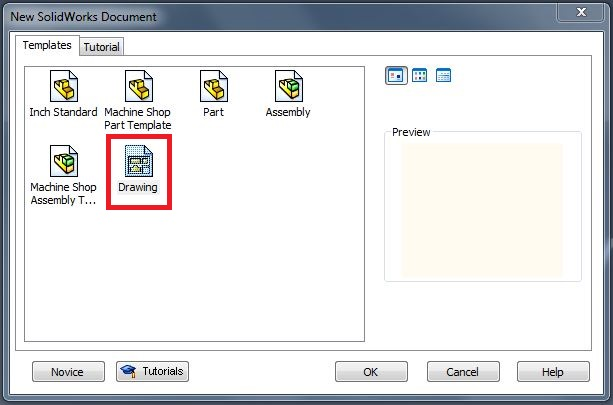 New SolidWorks Document
Templates
Tutorial
Inch Standard
Machine Shop
Part Template
Part
Assembly
Machine Shop
Assembly T...
Drawing
Preview
Novice
Tutorials
OK
Cancel
Help